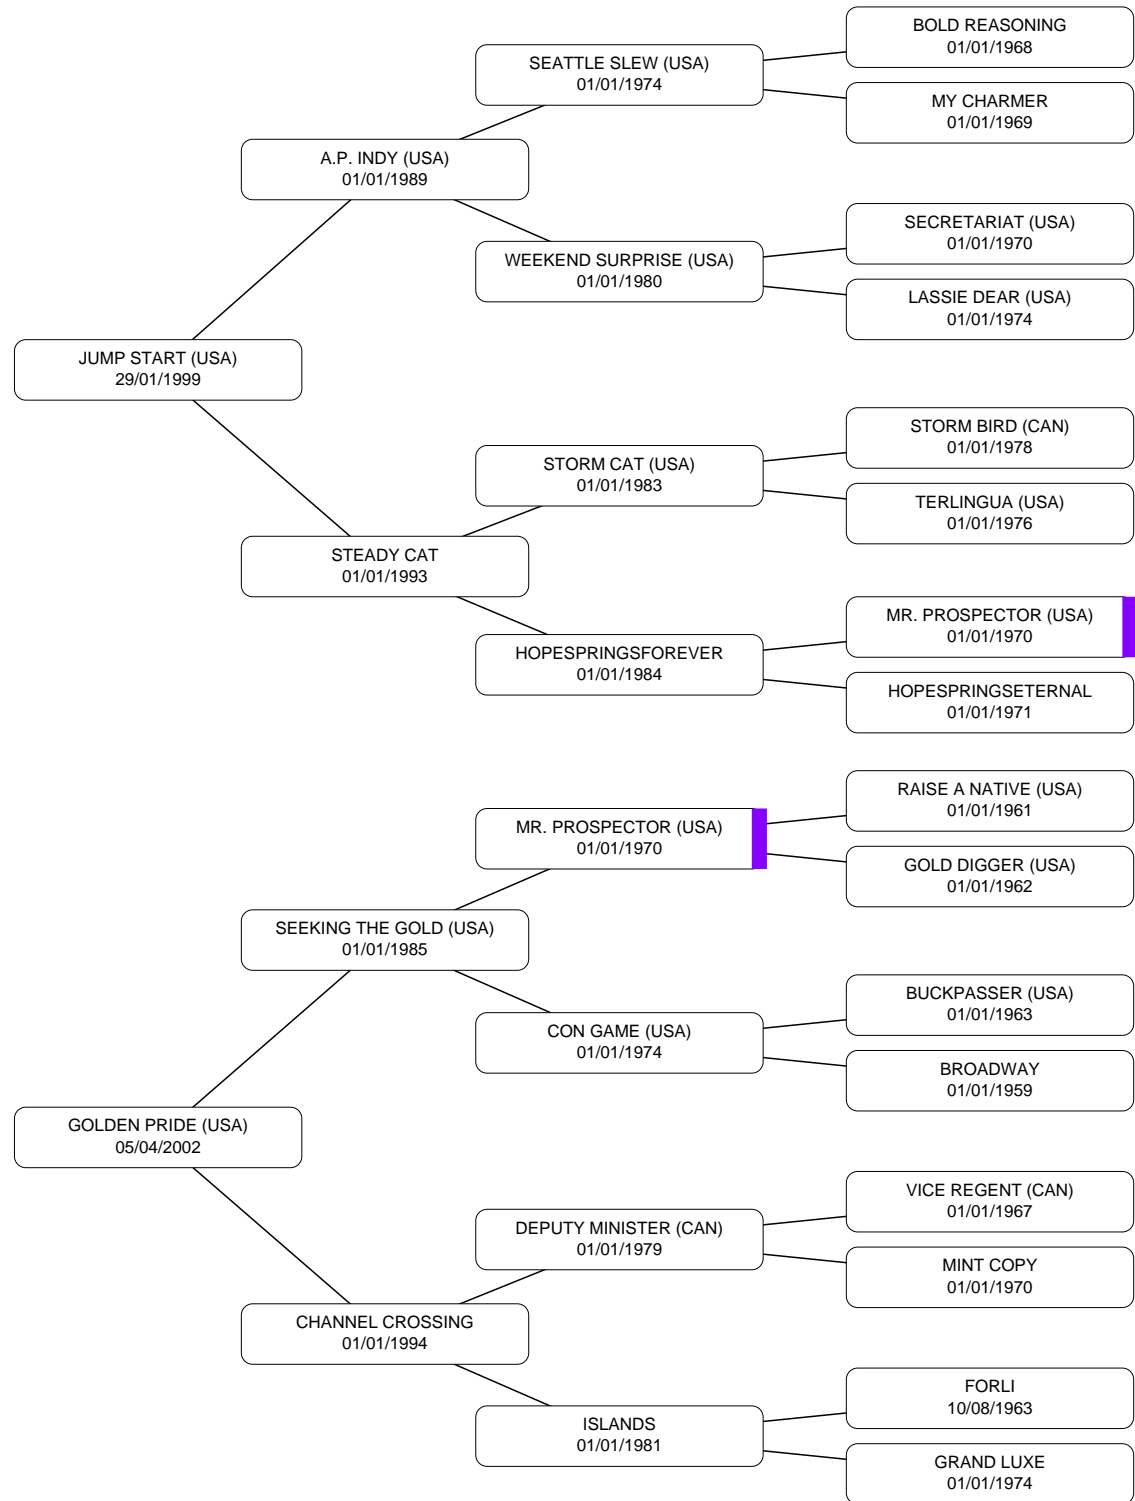 BOLD REASONING
01/01/1968
SEATTLE SLEW (USA)
01/01/1974
MY CHARMER
01/01/1969
A.P. INDY (USA)
01/01/1989
SECRETARIAT (USA)
01/01/1970
WEEKEND SURPRISE (USA)
01/01/1980
LASSIE DEAR (USA)
01/01/1974
JUMP START (USA)
29/01/1999
STORM BIRD (CAN)
01/01/1978
STORM CAT (USA)
01/01/1983
TERLINGUA (USA)
01/01/1976
STEADY CAT
01/01/1993
MR. PROSPECTOR (USA)
01/01/1970
HOPESPRINGSFOREVER
01/01/1984
HOPESPRINGSETERNAL
01/01/1971
RAISE A NATIVE (USA)
01/01/1961
MR. PROSPECTOR (USA)
01/01/1970
GOLD DIGGER (USA)
01/01/1962
SEEKING THE GOLD (USA)
01/01/1985
BUCKPASSER (USA)
01/01/1963
CON GAME (USA)
01/01/1974
BROADWAY
01/01/1959
GOLDEN PRIDE (USA)
05/04/2002
VICE REGENT (CAN)
01/01/1967
DEPUTY MINISTER (CAN)
01/01/1979
MINT COPY
01/01/1970
CHANNEL CROSSING
01/01/1994
FORLI
10/08/1963
ISLANDS
01/01/1981
GRAND LUXE
01/01/1974